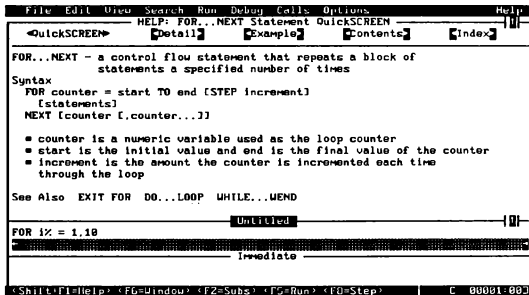 File Edit View Search Run Debug Calls Options Help
HELP: FOR...NEXT Statement QuickSCREEN
◄QuickSCREEN► ◄Detail► ◄Example► ◄Contents► ◄Index►
FOR...NEXT - a control flow statement that repeats a block of
statements a specified number of times
Syntax
FOR counter = start TO end [STEP increment]
[statements]
NEXT [counter [,counter...]]
■ counter is a numeric variable used as the loop counter
■ start is the initial value and end is the final value of the counter
■ increment is the amount the counter is incremented each time
through the loop
See Also EXIT FOR DO...LOOP WHILE...WEND
Untitled
FOR i% = 1,10
Immediate
<Shift+F1=Help> <F6=Window> <F2=Subs> <F5=Run> <F8=Step> C 00001:003